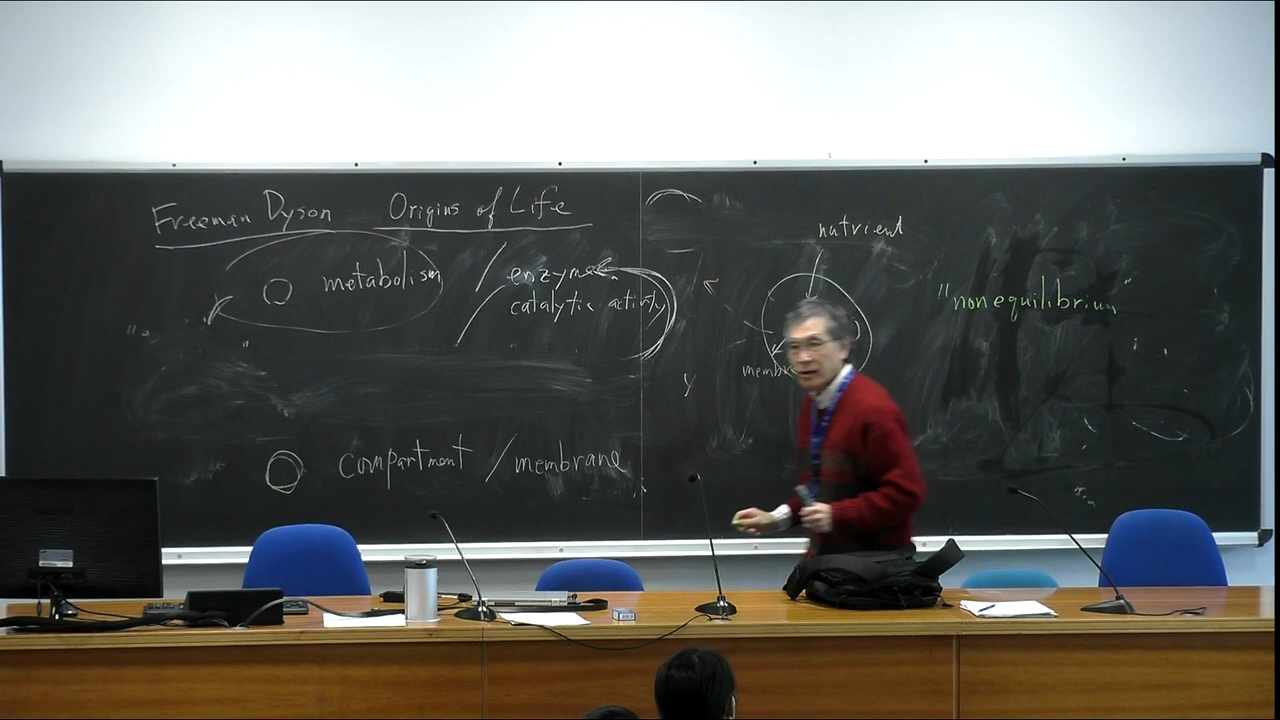 Freeman Dyson Origins of Life
metabolism / enzyme
/ catalytic activity
compartment / membrane
nutrient
"nonequilibrium"